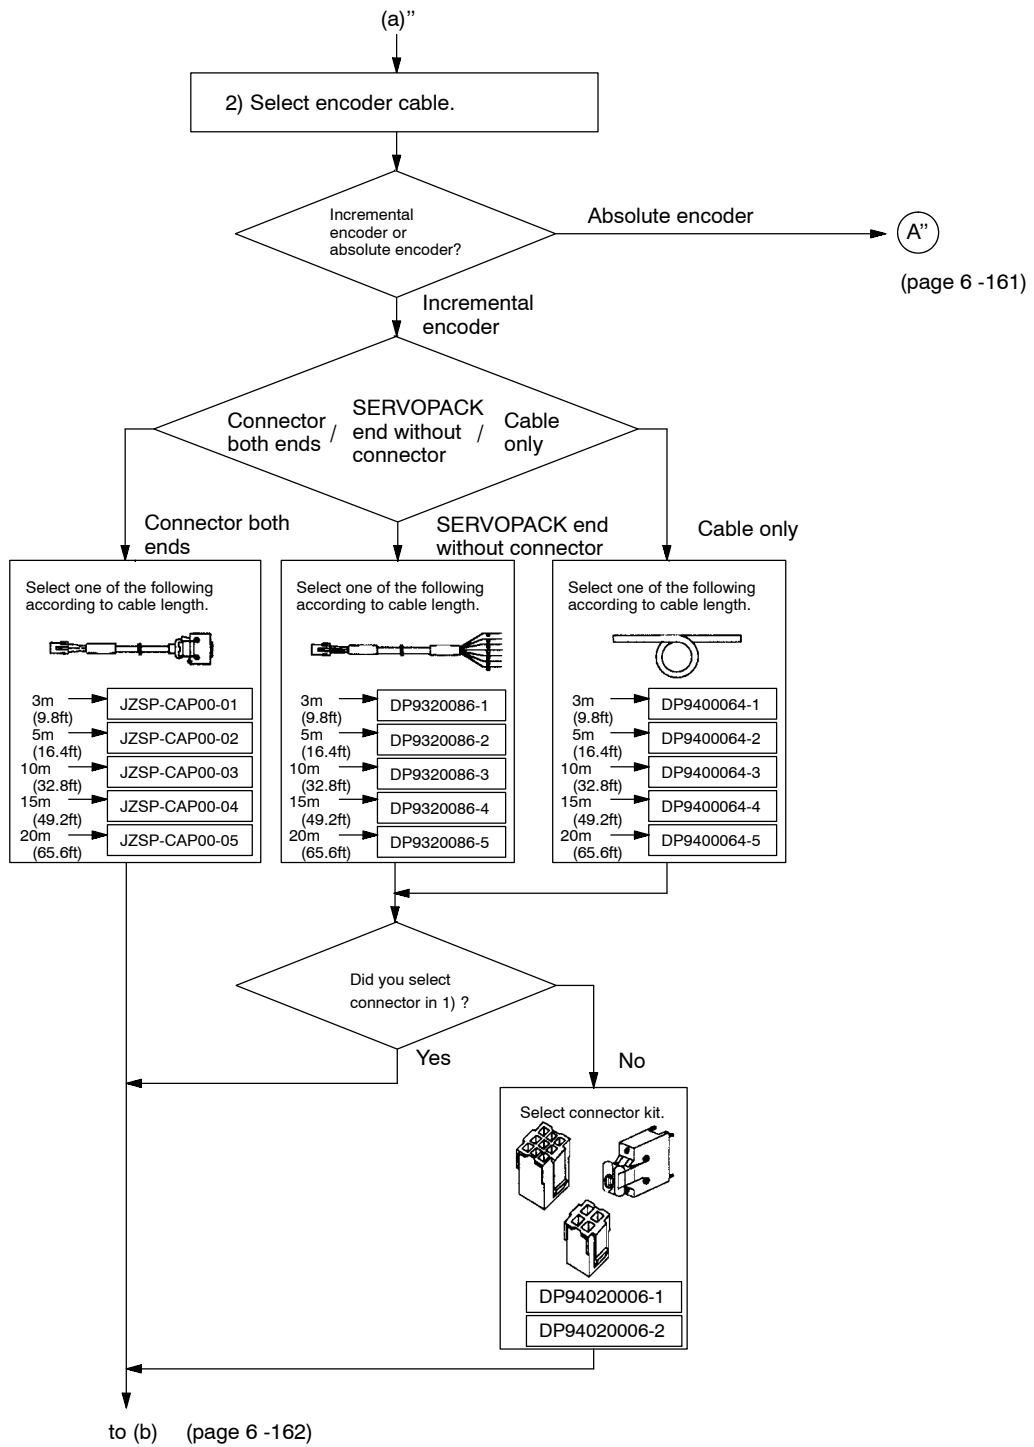 (a)”
2) Select encoder cable.
Incremental
encoder or
absolute encoder?
Absolute encoder
A”
(page 6 -161)
Incremental
encoder
Connector
both ends
/
SERVOPACK
end without
connector
/
Cable
only
Connector both
ends
SERVOPACK end
without connector
Cable only
Select one of the following
according to cable length.
3m
(9.8ft)
JZSP-CAP00-01
5m
(16.4ft)
JZSP-CAP00-02
10m
(32.8ft)
JZSP-CAP00-03
15m
(49.2ft)
JZSP-CAP00-04
20m
(65.6ft)
JZSP-CAP00-05
Select one of the following
according to cable length.
3m
(9.8ft)
DP9320086-1
5m
(16.4ft)
DP9320086-2
10m
(32.8ft)
DP9320086-3
15m
(49.2ft)
DP9320086-4
20m
(65.6ft)
DP9320086-5
Select one of the following
according to cable length.
3m
(9.8ft)
DP9400064-1
5m
(16.4ft)
DP9400064-2
10m
(32.8ft)
DP9400064-3
15m
(49.2ft)
DP9400064-4
20m
(65.6ft)
DP9400064-5
Did you select
connector in 1) ?
Yes
No
Select connector kit.
DP94020006-1
DP94020006-2
to (b) (page 6 -162)